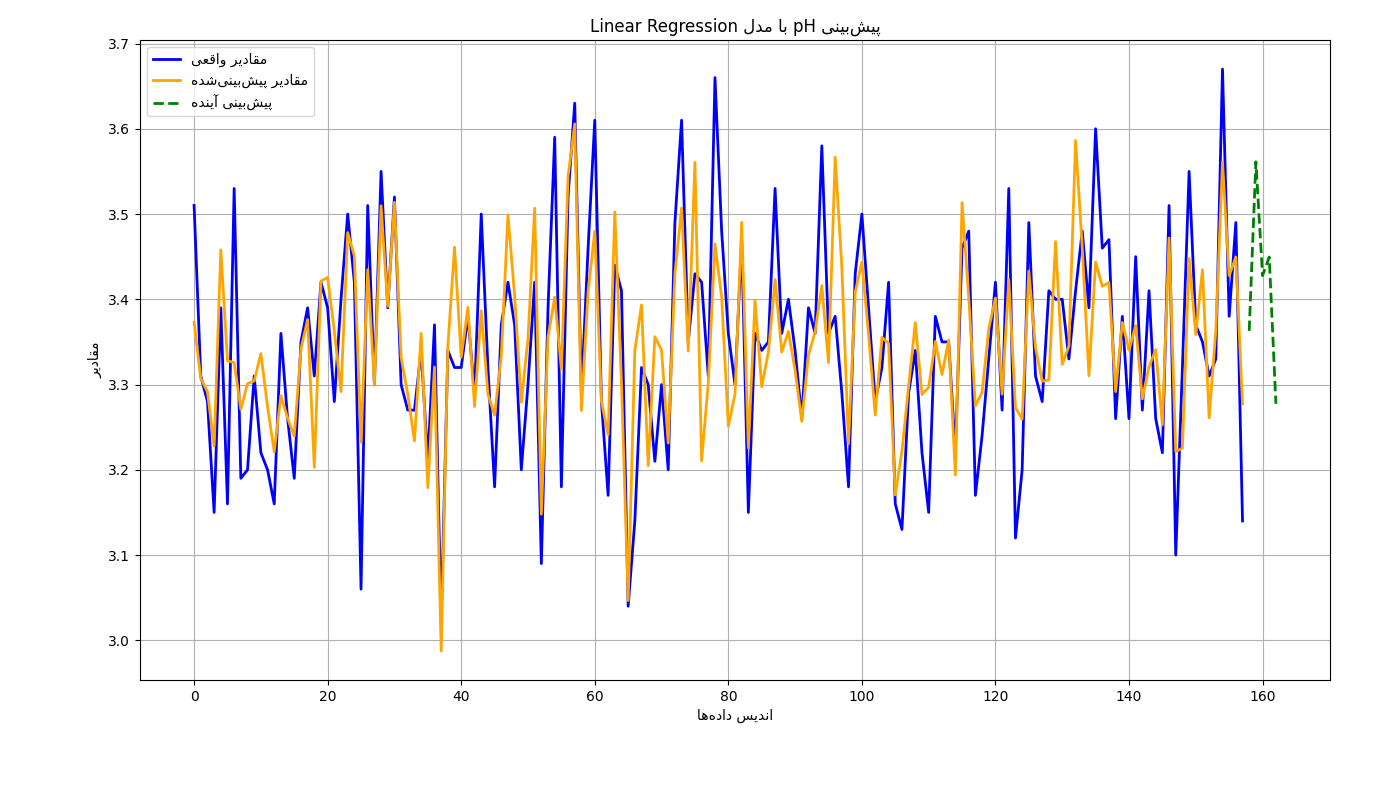 پیش‌بینی pH با مدل Linear Regression
مقادیر واقعی
مقادیر پیش‌بینی‌شده
پیش‌بینی آینده
مقادیر
3.7
3.6
3.5
3.4
3.3
3.2
3.1
3.0
0 20 40 60 80 100 120 140 160
اندیس داده‌ها